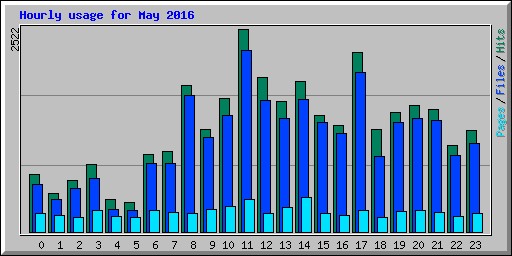 Hourly usage for May 2016
2522
Pages/Files/Hits
0 1 2 3 4 5 6 7 8 9 10 11 12 13 14 15 16 17 18 19 20 21 22 23